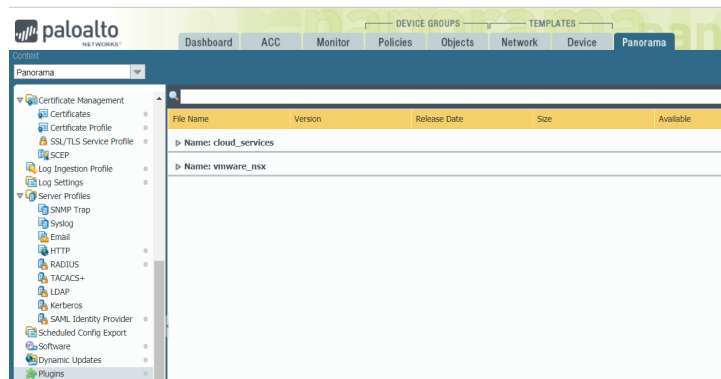 paloalto
NETWORKS®
DEVICE GROUPS
TEMPLATES
Dashboard ACC Monitor Policies Objects Network Device Panorama
Context
Panorama
Certificate Management
Certificates
Certificate Profile
SSL/TLS Service Profile
SCEP
Log Ingestion Profile
Log Settings
Server Profiles
SNMP Trap
Syslog
Email
HTTP
RADIUS
TACACS+
LDAP
Kerberos
SAML Identity Provider
Scheduled Config Export
Software
Dynamic Updates
Plugins
File Name Version Release Date Size Available
Name: cloud_services
Name: vmware_nsx